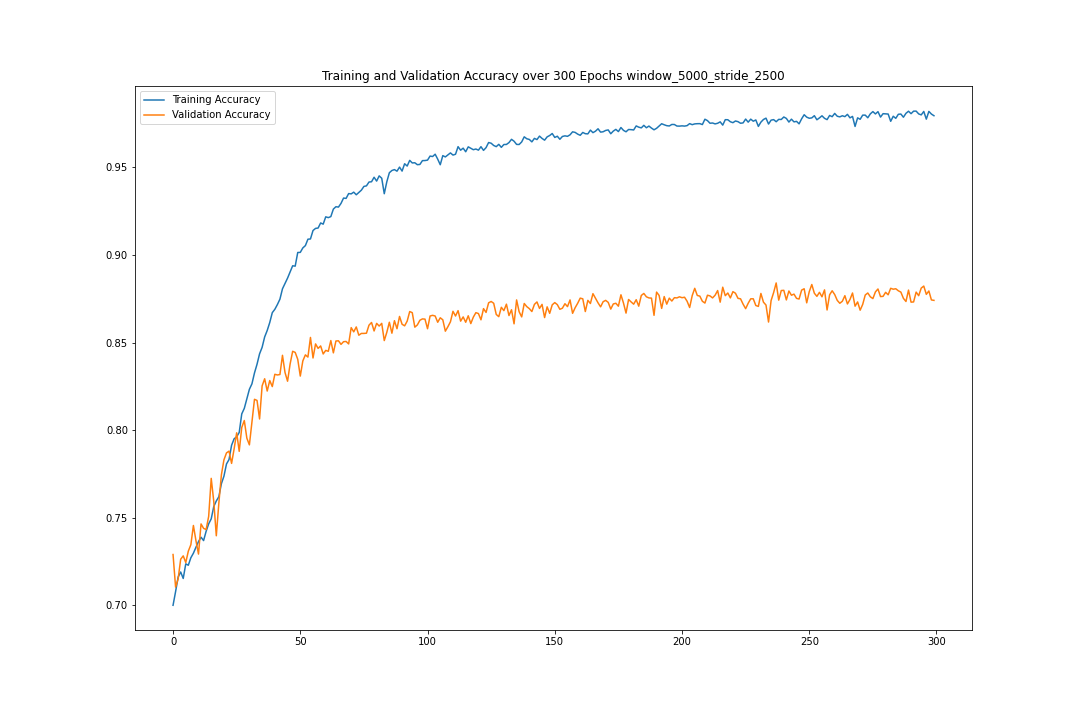 Training and Validation Accuracy over 300 Epochs window_5000_stride_2500
Training Accuracy
Validation Accuracy
0.95
0.90
0.85
0.80
0.75
0.70
0 50 100 150 200 250 300